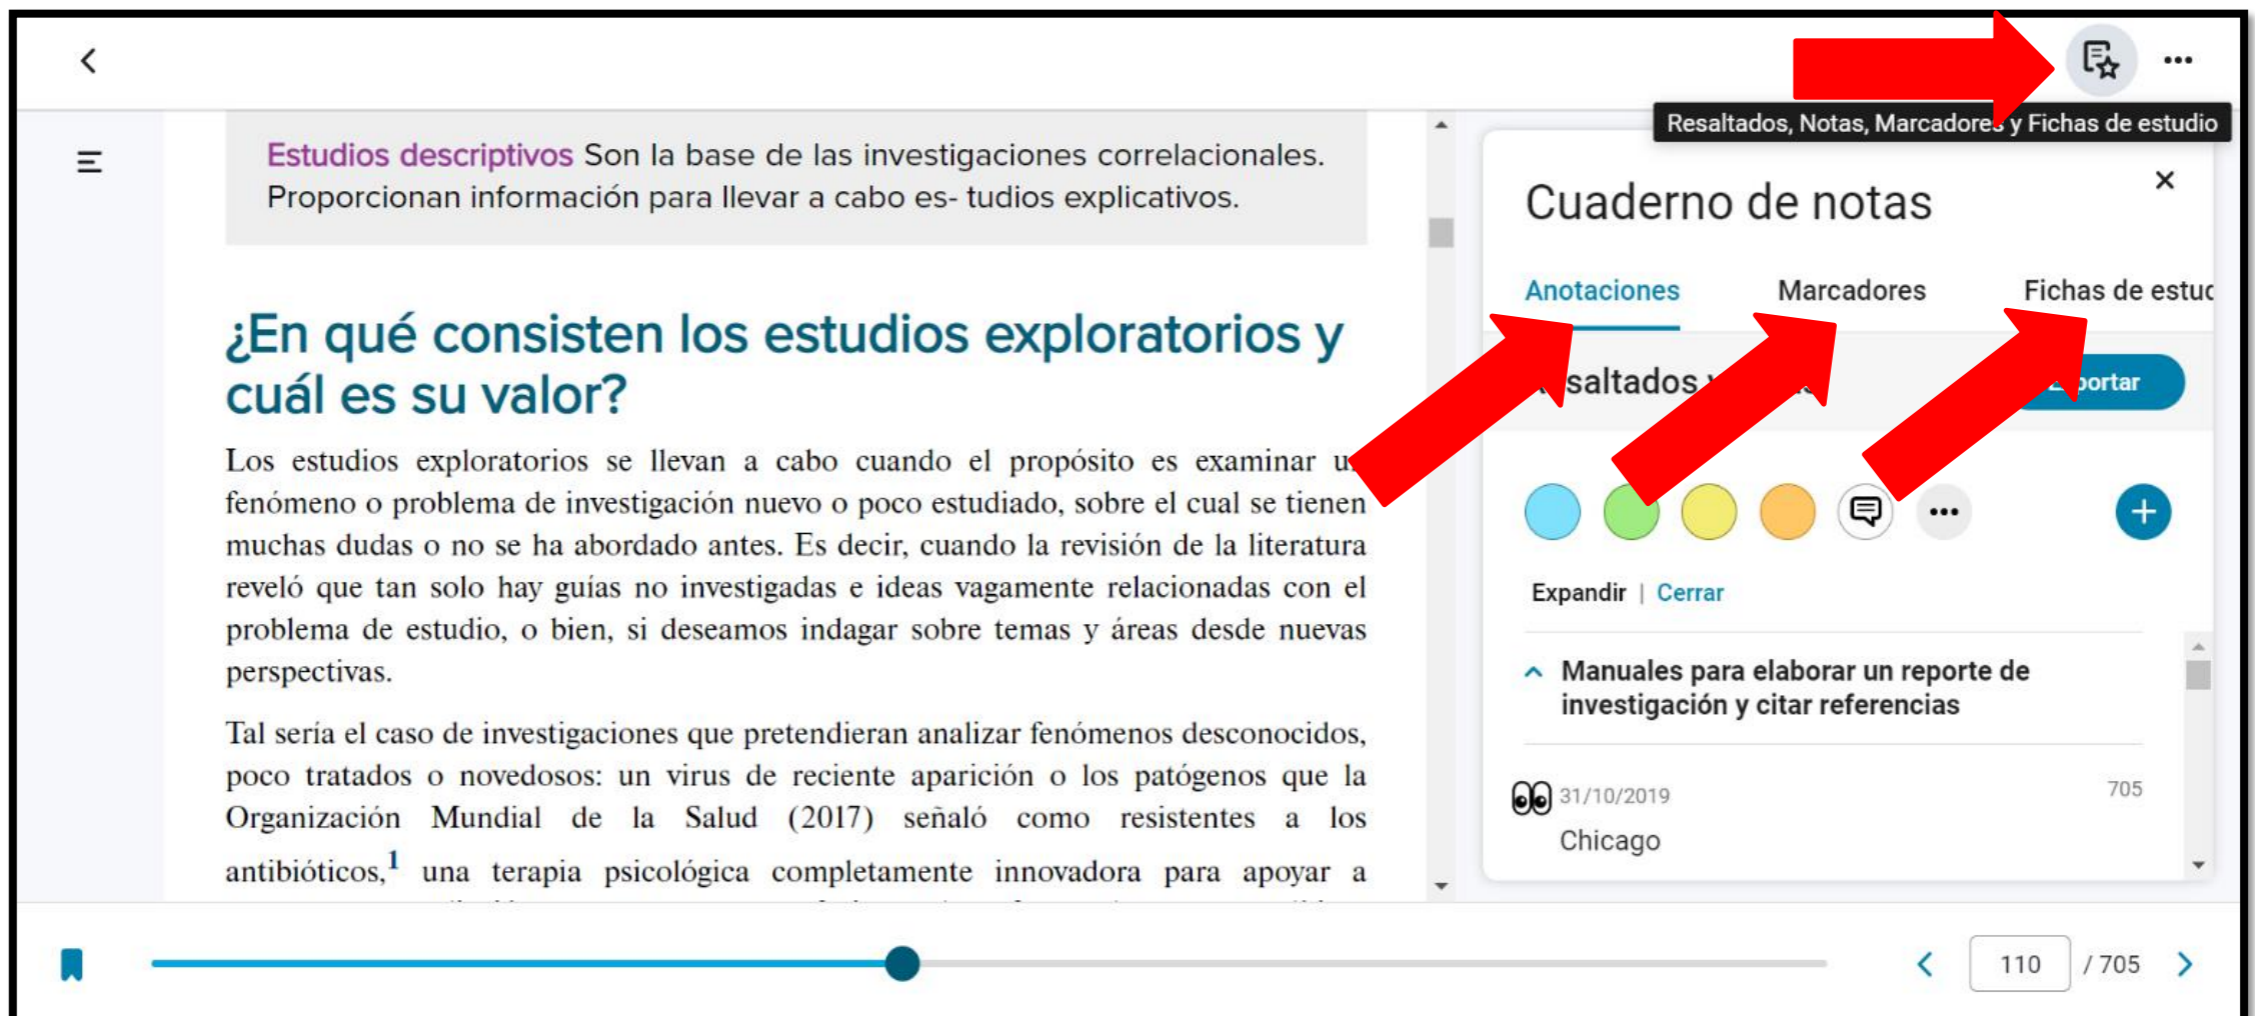 Resaltados, Notas, Marcadores y Fichas de estudio
Estudios descriptivos Son la base de las investigaciones correlacionales.
Proporcionan información para llevar a cabo es- tudios explicativos.
¿En qué consisten los estudios exploratorios y
cuál es su valor?
Los estudios exploratorios se llevan a cabo cuando el propósito es examinar
fenómeno o problema de investigación nuevo o poco estudiado, sobre el cual se tienen
muchas dudas o no se ha abordado antes. Es decir, cuando la revisión de la literatura
reveló que tan solo hay guías no investigadas e ideas vagamente relacionadas con el
problema de estudio, o bien, si deseamos indagar sobre temas y áreas desde nuevas
perspectivas.
Tal sería el caso de investigaciones que pretendieran analizar fenómenos desconocidos,
poco tratados o novedosos: un virus de reciente aparición o los patógenos que la
Organización Mundial de la Salud (2017) señaló como resistentes a los
antibióticos,1 una terapia psicológica completamente innovadora para apoyar a
Cuaderno de notas
Anotaciones Marcadores Fichas de estud
Expandir | Cerrar
Manuales para elaborar un reporte de
investigación y citar referencias
31/10/2019 705
Chicago
110 / 705